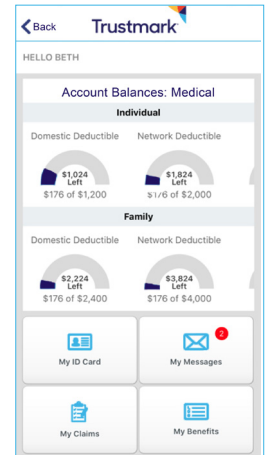 Back Trustmark
HELLO BETH
Account Balances: Medical
Individual
Domestic Deductible Network Deductible
$1,024 $1,824
Left Left
$176 of $1,200 $176 of $2,000
Family
Domestic Deductible Network Deductible
$2,224 $3,824
Left Left
$176 of $2,400 $176 of $4,000
2
My ID Card My Messages
My Claims My Benefits